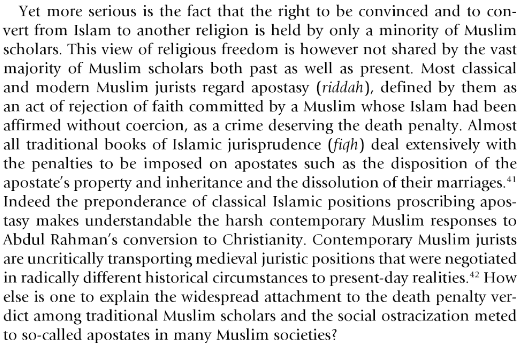 Yet more serious is the fact that the right to be convinced and to con-
vert from Islam to another religion is held by only a minority of Muslim
scholars. This view of religious freedom is however not shared by the vast
majority of Muslim scholars both past as well as present. Most classical
and modern Muslim jurists regard apostasy (riddah), defined by them as
an act of rejection of faith committed by a Muslim whose Islam had been
affirmed without coercion, as a crime deserving the death penalty. Almost
all traditional books of Islamic jurisprudence (fiqh) deal extensively with
the penalties to be imposed on apostates such as the disposition of the
apostate's property and inheritance and the dissolution of their marriages.⁴¹
Indeed the preponderance of classical Islamic positions proscribing apos-
tasy makes understandable the harsh contemporary Muslim responses to
Abdul Rahman's conversion to Christianity. Contemporary Muslim jurists
are uncritically transporting medieval juristic positions that were negotiated
in radically different historical circumstances to present-day realities.⁴² How
else is one to explain the widespread attachment to the death penalty ver-
dict among traditional Muslim scholars and the social ostracization meted
to so-called apostates in many Muslim societies?